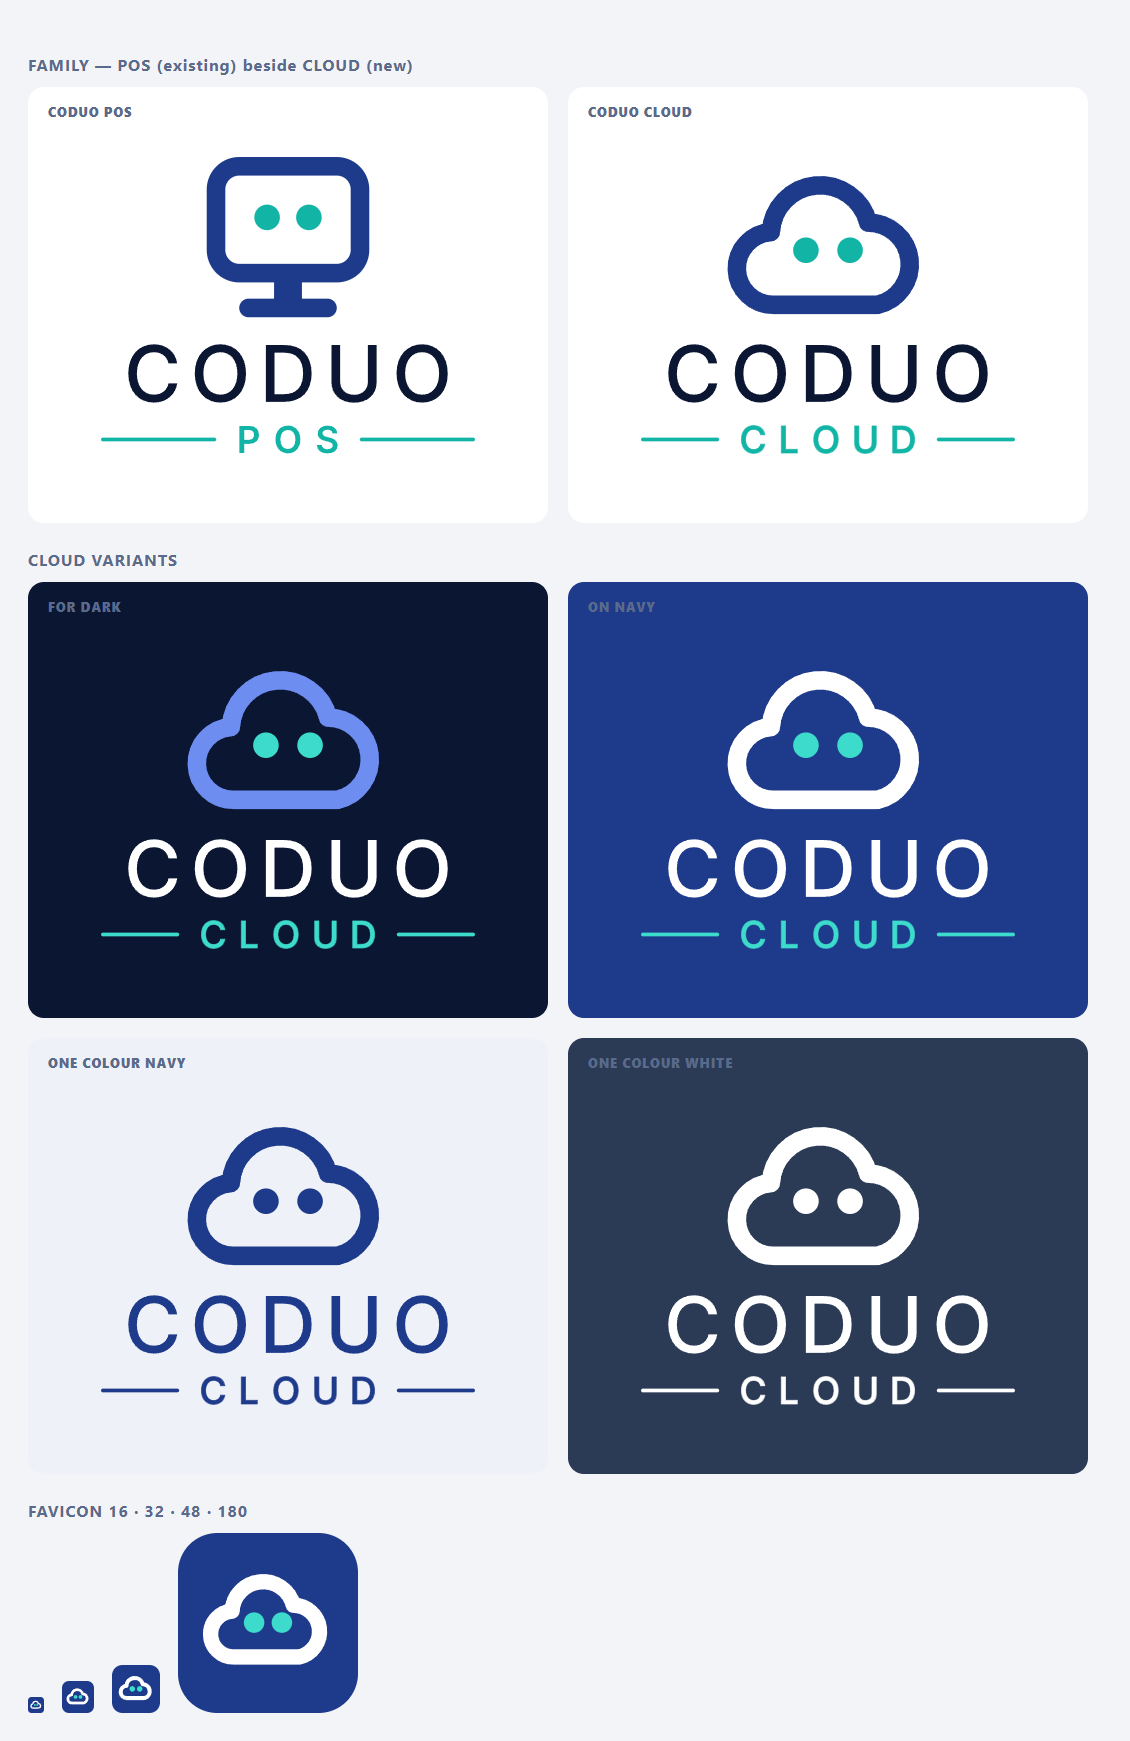 FAMILY — POS (existing) beside CLOUD (new)
CODUO POS
CODUO
POS
CODUO CLOUD
CODUO
CLOUD
CLOUD VARIANTS
FOR DARK
CODUO
CLOUD
ON NAVY
CODUO
CLOUD
ONE COLOUR NAVY
CODUO
CLOUD
ONE COLOUR WHITE
CODUO
CLOUD
FAVICON 16 · 32 · 48 · 180